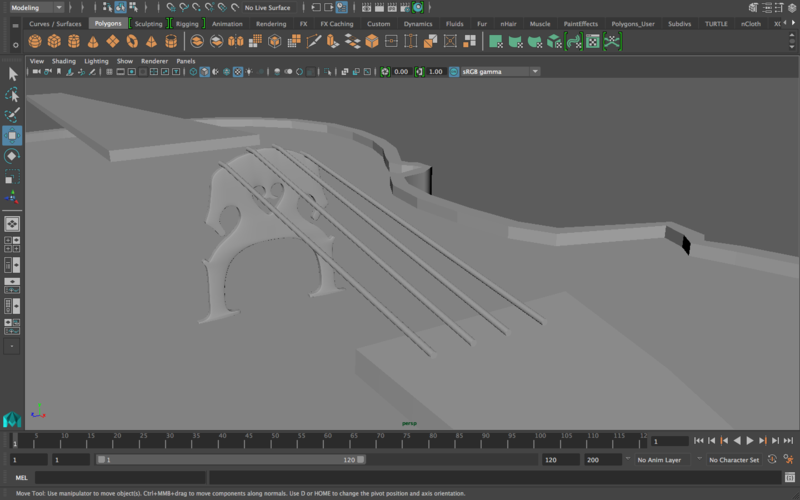 Modeling No Live Surface
Curves / Surfaces Polygons Sculpting Rigging Animation Rendering FX FX Caching Custom Dynamics Fluids Fur nHair Muscle PaintEffects Polygons_User Subdivs TURTLE nCloth
View Shading Lighting Show Renderer Panels
0.00 1.00 sRGB gamma
persp
1 5 10 15 20 25 30 35 40 45 50 55 60 65 70 75 80 85 90 95 100 105 110 115 1
1 1 1 120 120 200 No Anim Layer No Character Set
MEL
Move Tool: Use manipulator to move object(s). Ctrl+MMB+drag to move components along normals. Use D or HOME to change the pivot position and axis orientation.